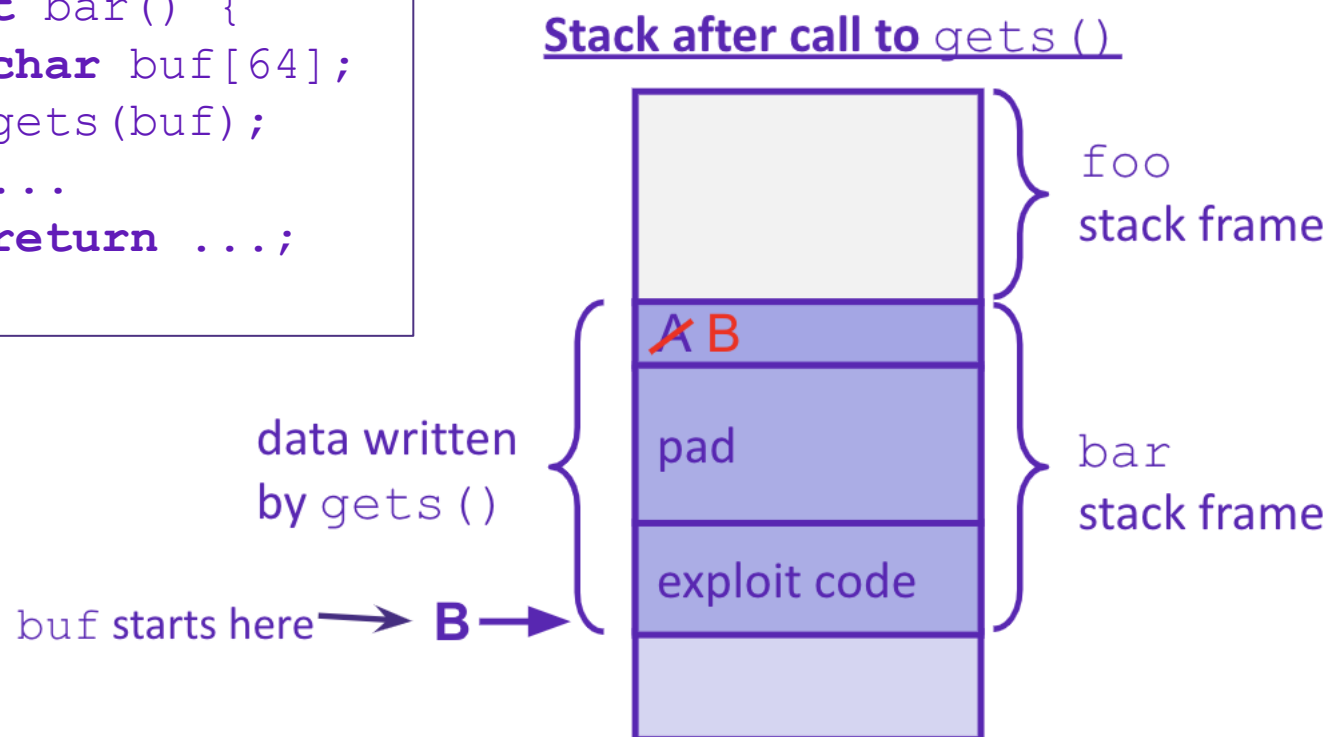 t bar() {
char buf[64];
gets(buf);
...
return ...;
Stack after call to gets()
foo
stack frame
A B
data written
by gets()
pad
bar
stack frame
exploit code
buf starts here
B